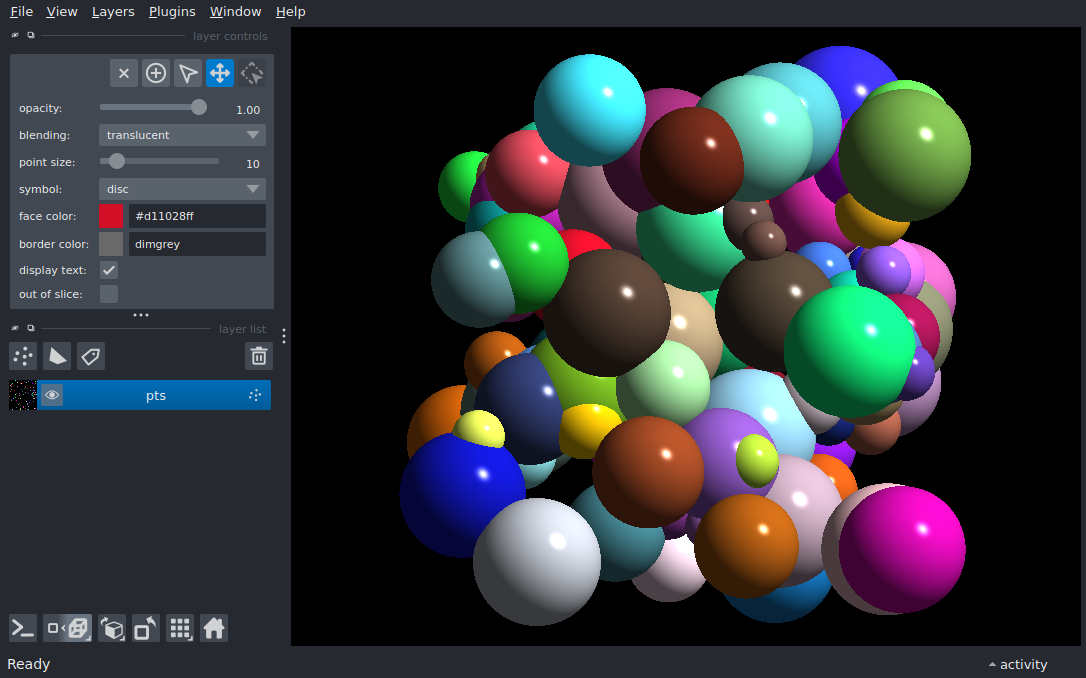 File View Layers Plugins Window Help
layer controls
opacity: 1.00
blending: translucent
point size: 10
symbol: disc
face color: #d11028ff
border color: dimgrey
display text:
out of slice:
layer list
pts
Ready activity